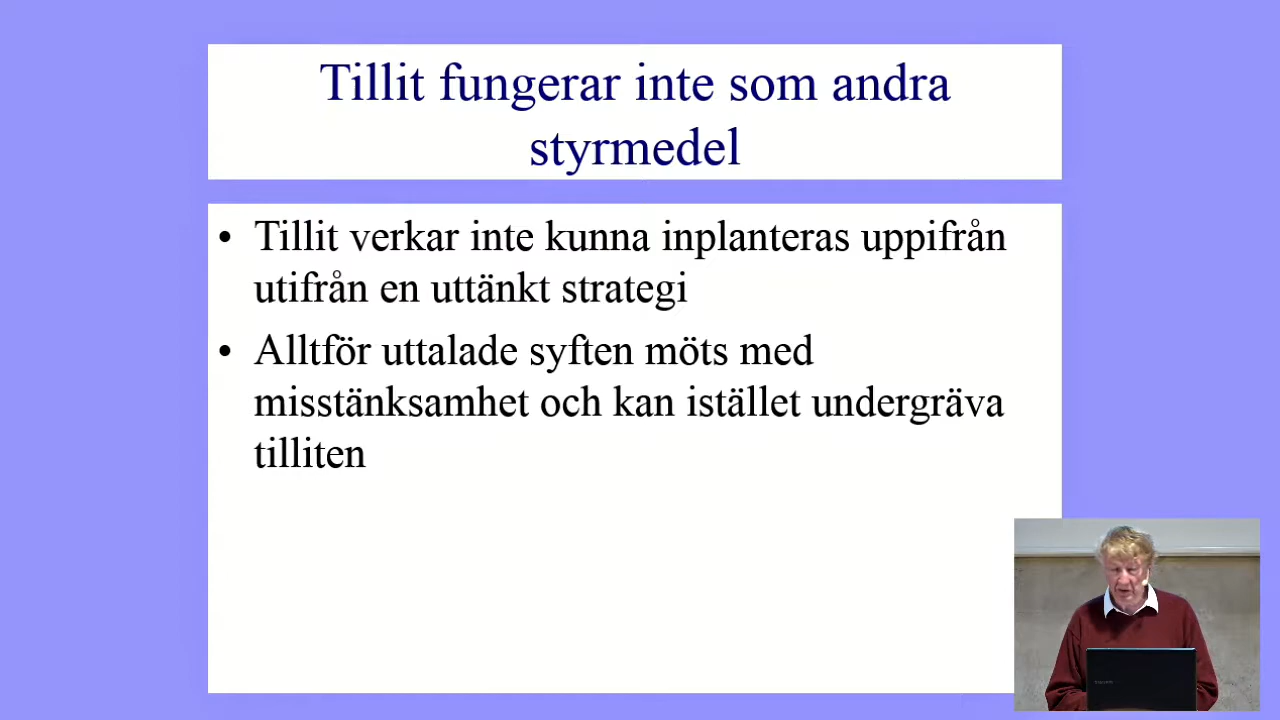 Tillit fungerar inte som andra
styrmedel
• Tillit verkar inte kunna inplanteras uppifrån
utifrån en uttänkt strategi
• Alltför uttalade syften möts med
misstänksamhet och kan istället undergräva
tilliten